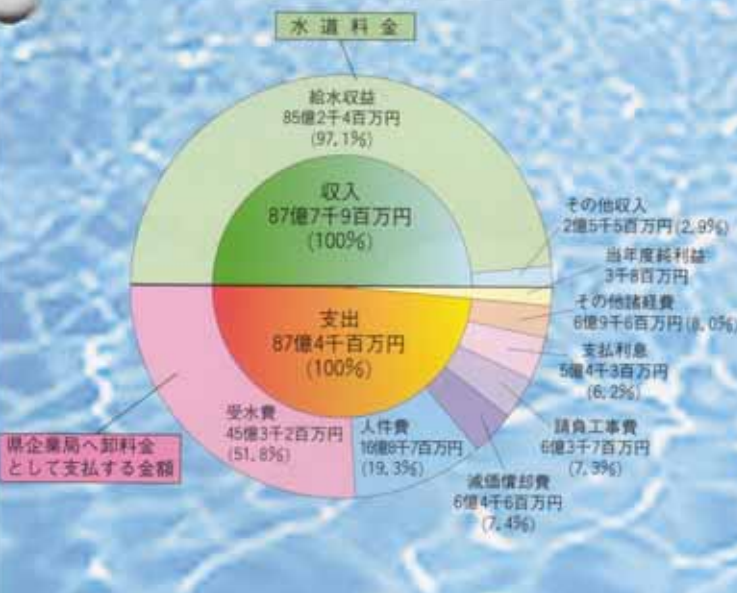 水道料金
給水収益
85億2千4百万円
(97.1%)
収入
87億7千9百万円
(100%)
その他収入
2億5千5百万円(2.9%)
当年度純利益
3千8百万円
その他諸経費
6億9千6百万円(8.0%)
支払利息
5億4千3百万円
(6.2%)
請負工事費
6億3千7百万円
(7.3%)
減価償却費
6億4千6百万円
(7.4%)
人件費
16億8千7百万円
(19.3%)
受水費
45億3千2百万円
(51.8%)
支出
87億4千百万円
(100%)
県企業局へ卸料金
として支払する金額